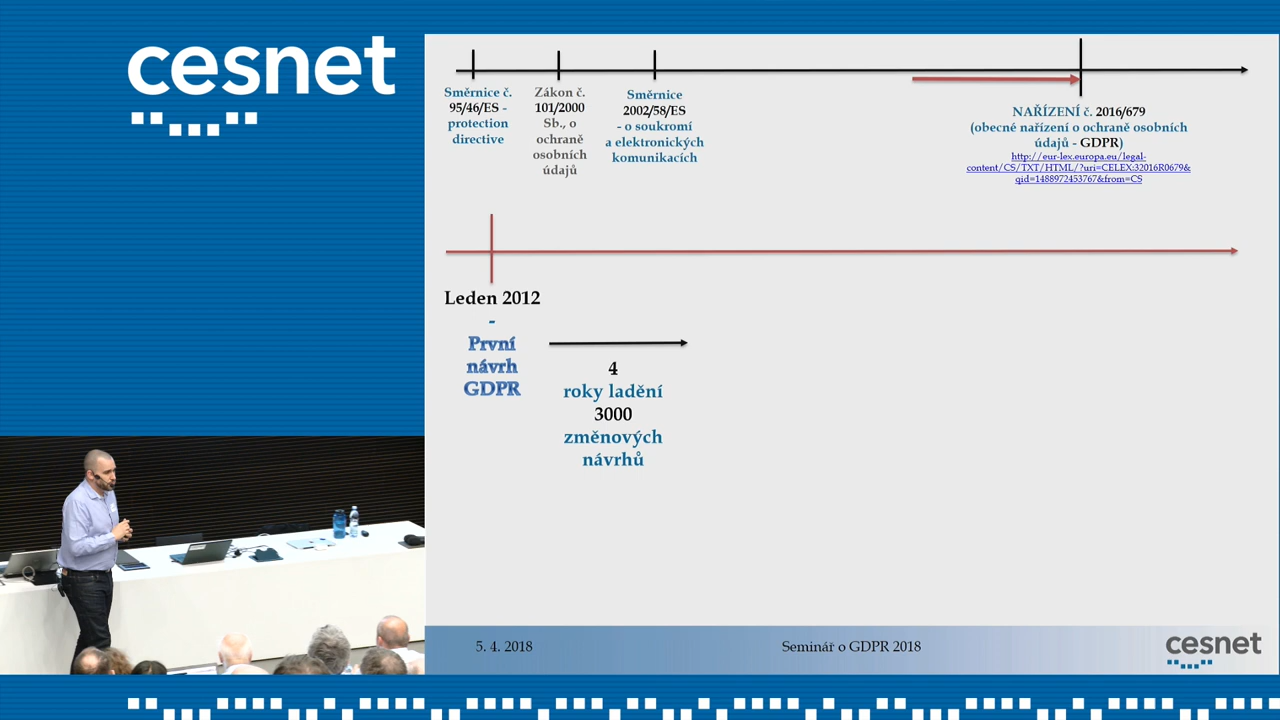 cesnet
Směrnice č.
95/46/ES -
protection
directive
Zákon č.
101/2000
Sb., o
ochraně
osobních
údajů
Směrnice
2002/58/ES
- o soukromí
a elektronických
komunikacích
NAŘÍZENÍ č. 2016/679
(obecné nařízení o ochraně osobních
údajů - GDPR)
http://eur-lex.europa.eu/legal-
content/CS/TXT/HTML/?uri=CELEX:32016R0679&
qid=1488972453767&from=CS
Leden 2012
-
První
návrh
GDPR
4
roky ladění
3000
změnových
návrhů
5. 4. 2018
Seminář o GDPR 2018
cesnet